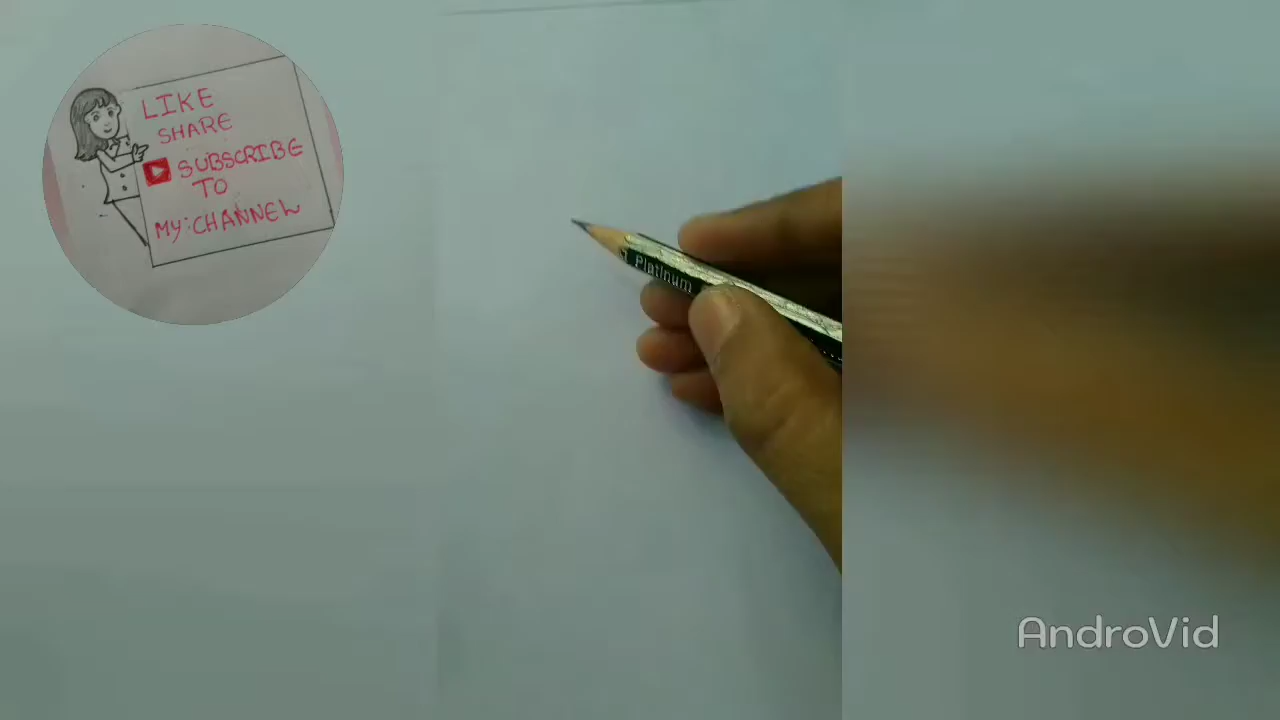 LIKE
SHARE
SUBSCRIBE
TO
MY:CHANNEL
Platinum
AndroVid